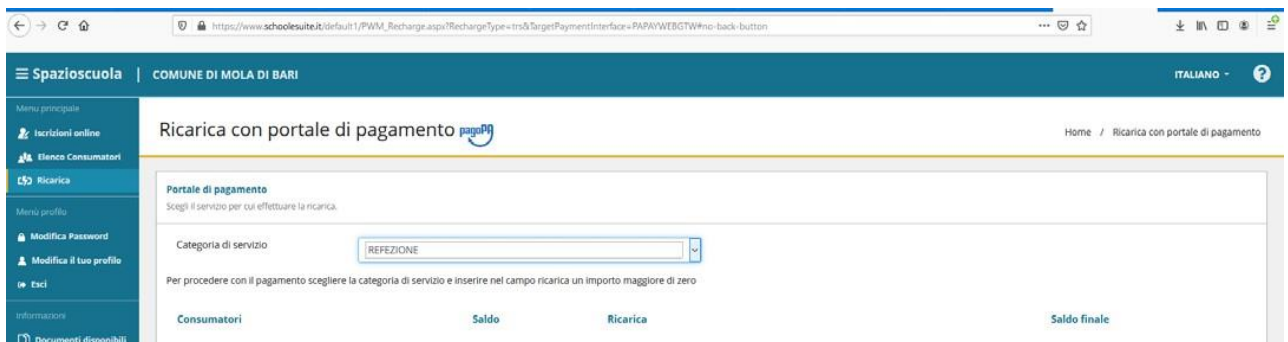 https://www.schoolesuite.it/default1/PWM_Recharge.aspx?RechargeType=trs&TargetPaymentInterface=PAPAYWEBGTW#no-back-button
Spazioscuola | COMUNE DI MOLA DI BARI
ITALIANO
?
Menu principale
Iscrizioni online
Elenco Consumatori
Ricarica
Menù profilo
Modifica Password
Modifica il tuo profilo
Esci
Informazioni
Documenti disponibili
Ricarica con portale di pagamento pagoPA
Home / Ricarica con portale di pagamento
Portale di pagamento
Scegli il servizio per cui effettuare la ricarica.
Categoria di servizio
REFEZIONE
Per procedere con il pagamento scegliere la categoria di servizio e inserire nel campo ricarica un importo maggiore di zero
Consumatori Saldo Ricarica Saldo finale